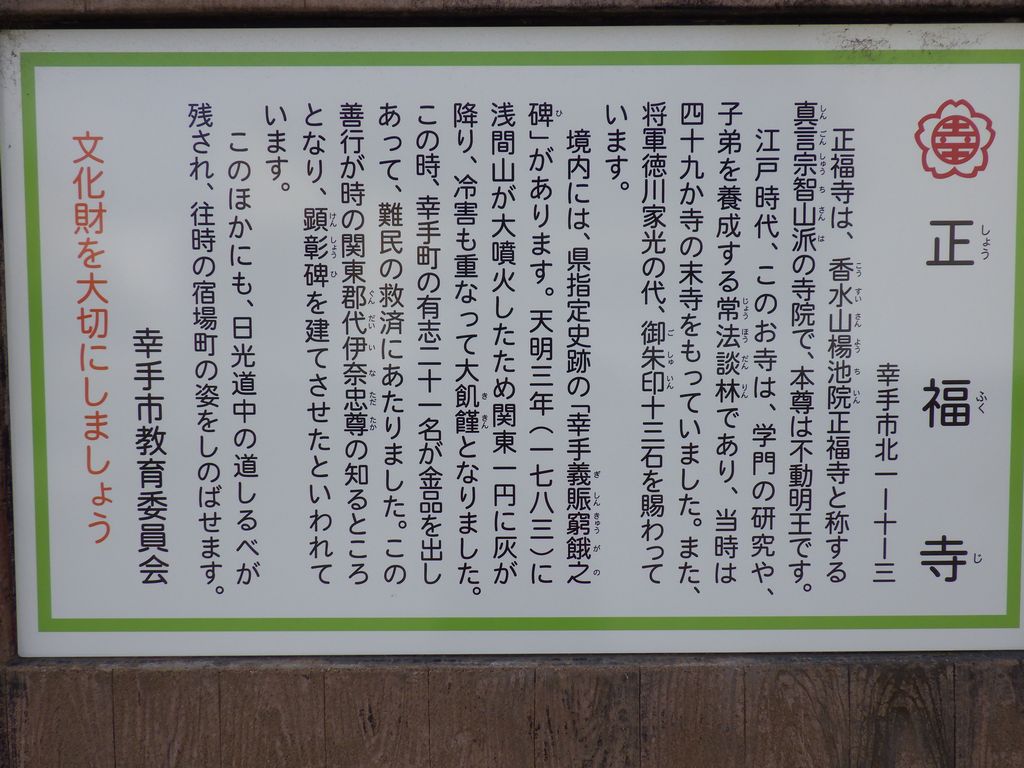 幸
正福寺
しょうふくじ
幸手市北一ー十ー三
正福寺は、香水山楊池院正福寺と称する
真言宗智山派の寺院で、本尊は不動明王です。
江戸時代、このお寺は、学問の研究や、
子弟を養成する常法談林であり、当時は
四十九か寺の末寺をもっていました。また、
将軍徳川家光の代、御朱印十三石を賜わって
います。
境内には、県指定史跡の「幸手義賑窮餓之
碑」があります。天明三年(一七八三)に
浅間山が大噴火したため関東一円に灰が
降り、冷害も重なって大飢饉となりました。
この時、幸手町の有志二十一名が金品を出し
あって、難民の救済にあたりました。この
善行が時の関東郡代伊奈忠尊の知るところ
となり、顕彰碑を建てさせたといわれて
います。
このほかにも、日光道中の道しるべが
残され、往時の宿場町の姿をしのばせます。
幸手市教育委員会
文化財を大切にしましょう